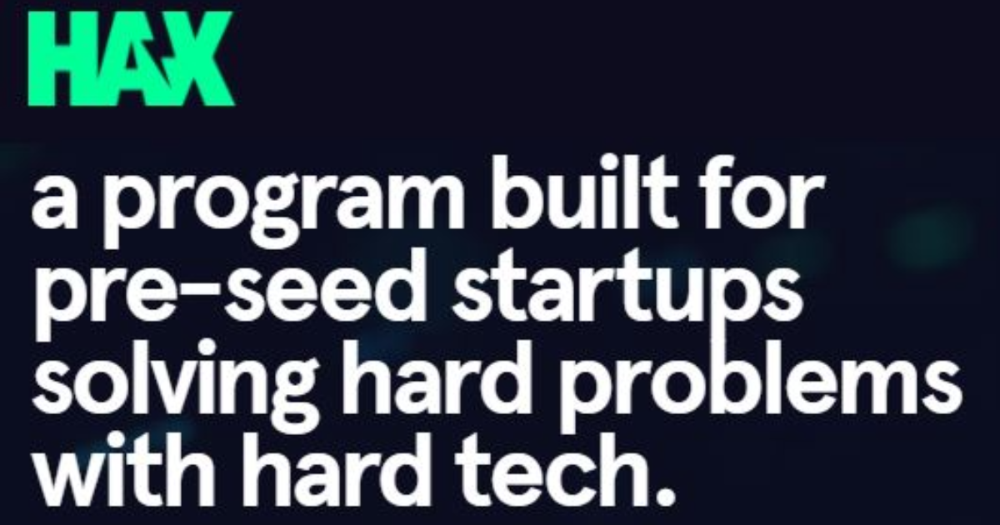 HAX
a program built for
pre-seed startups
solving hard problems
with hard tech.